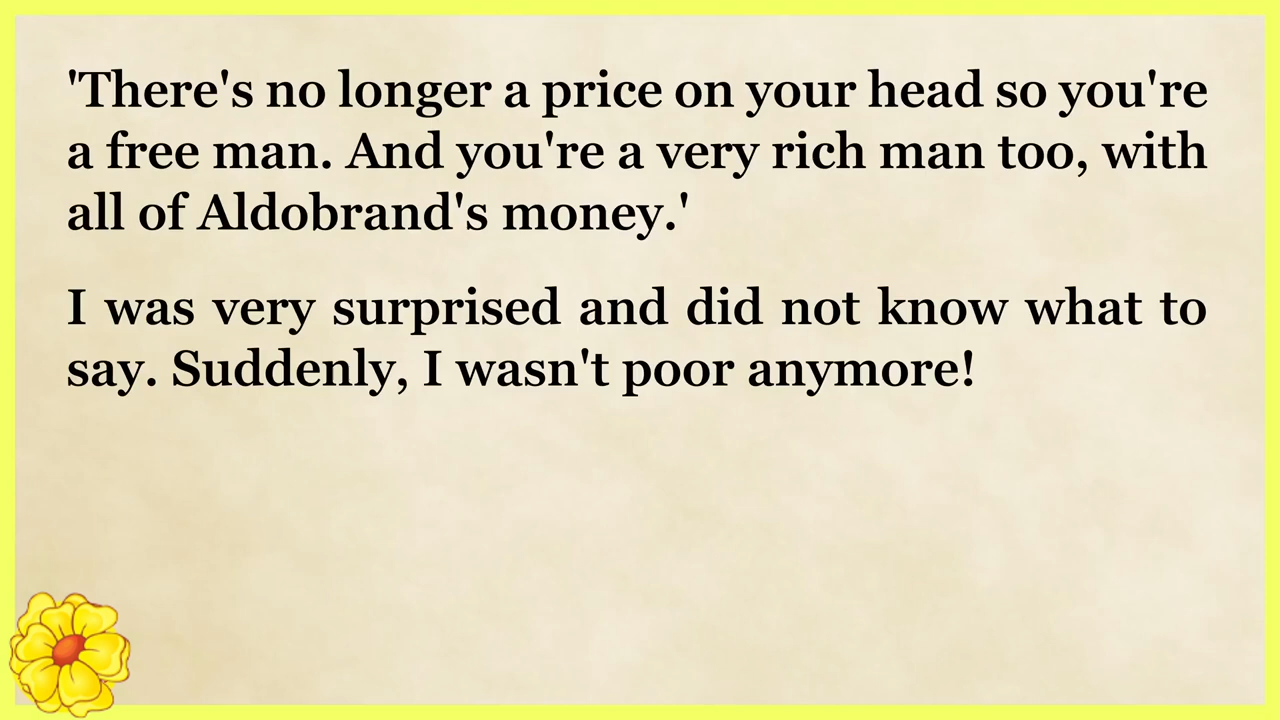 'There's no longer a price on your head so you're
a free man. And you're a very rich man too, with
all of Aldobrand's money.'
I was very surprised and did not know what to
say. Suddenly, I wasn't poor anymore!